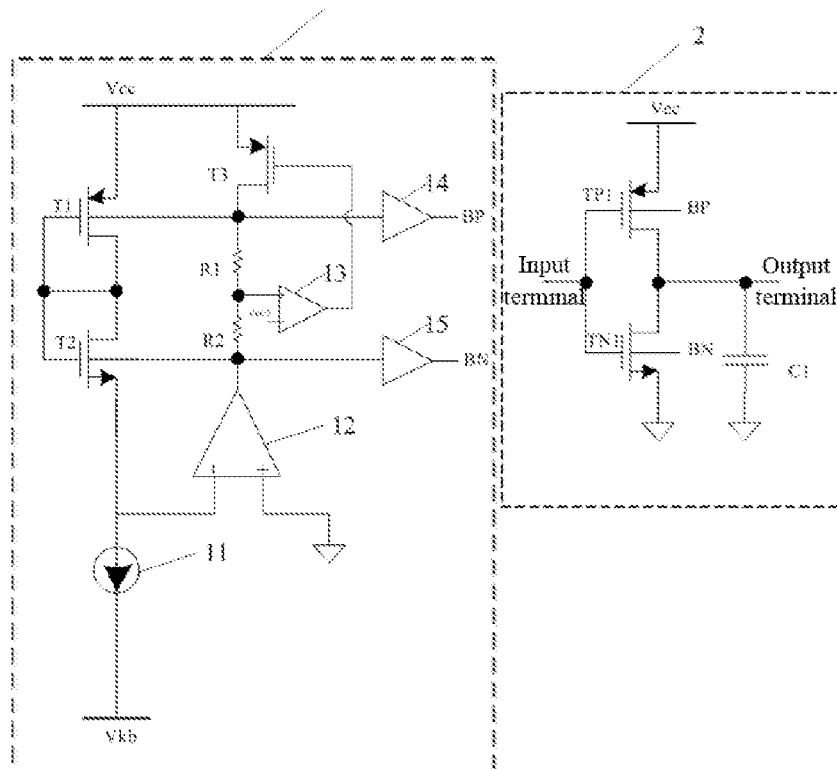 2
Vcc
Vcc
T3
14
T1
TP1
BP
BP
R1
13
Input
terminal
Output
terminal
T2
R2
15
TN1
BN
BN
C1
12
11
Vkb